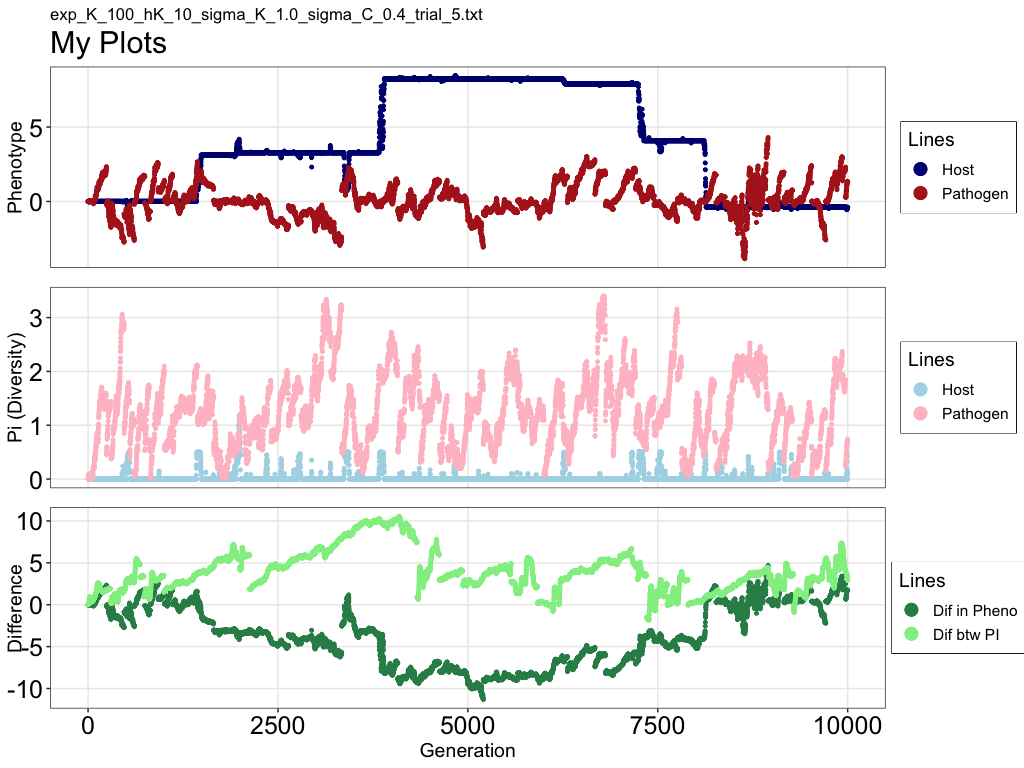 exp_K_100_hK_10_sigma_K_1.0_sigma_C_0.4_trial_5.txt
My Plots
Phenotype
5
0
Lines
Host
Pathogen
Pi (Diversity)
3
2
1
0
Lines
Host
Pathogen
Difference
10
5
0
-5
-10
Lines
Dif in Pheno
Dif btw PI
0 2500 5000 7500 10000
Generation